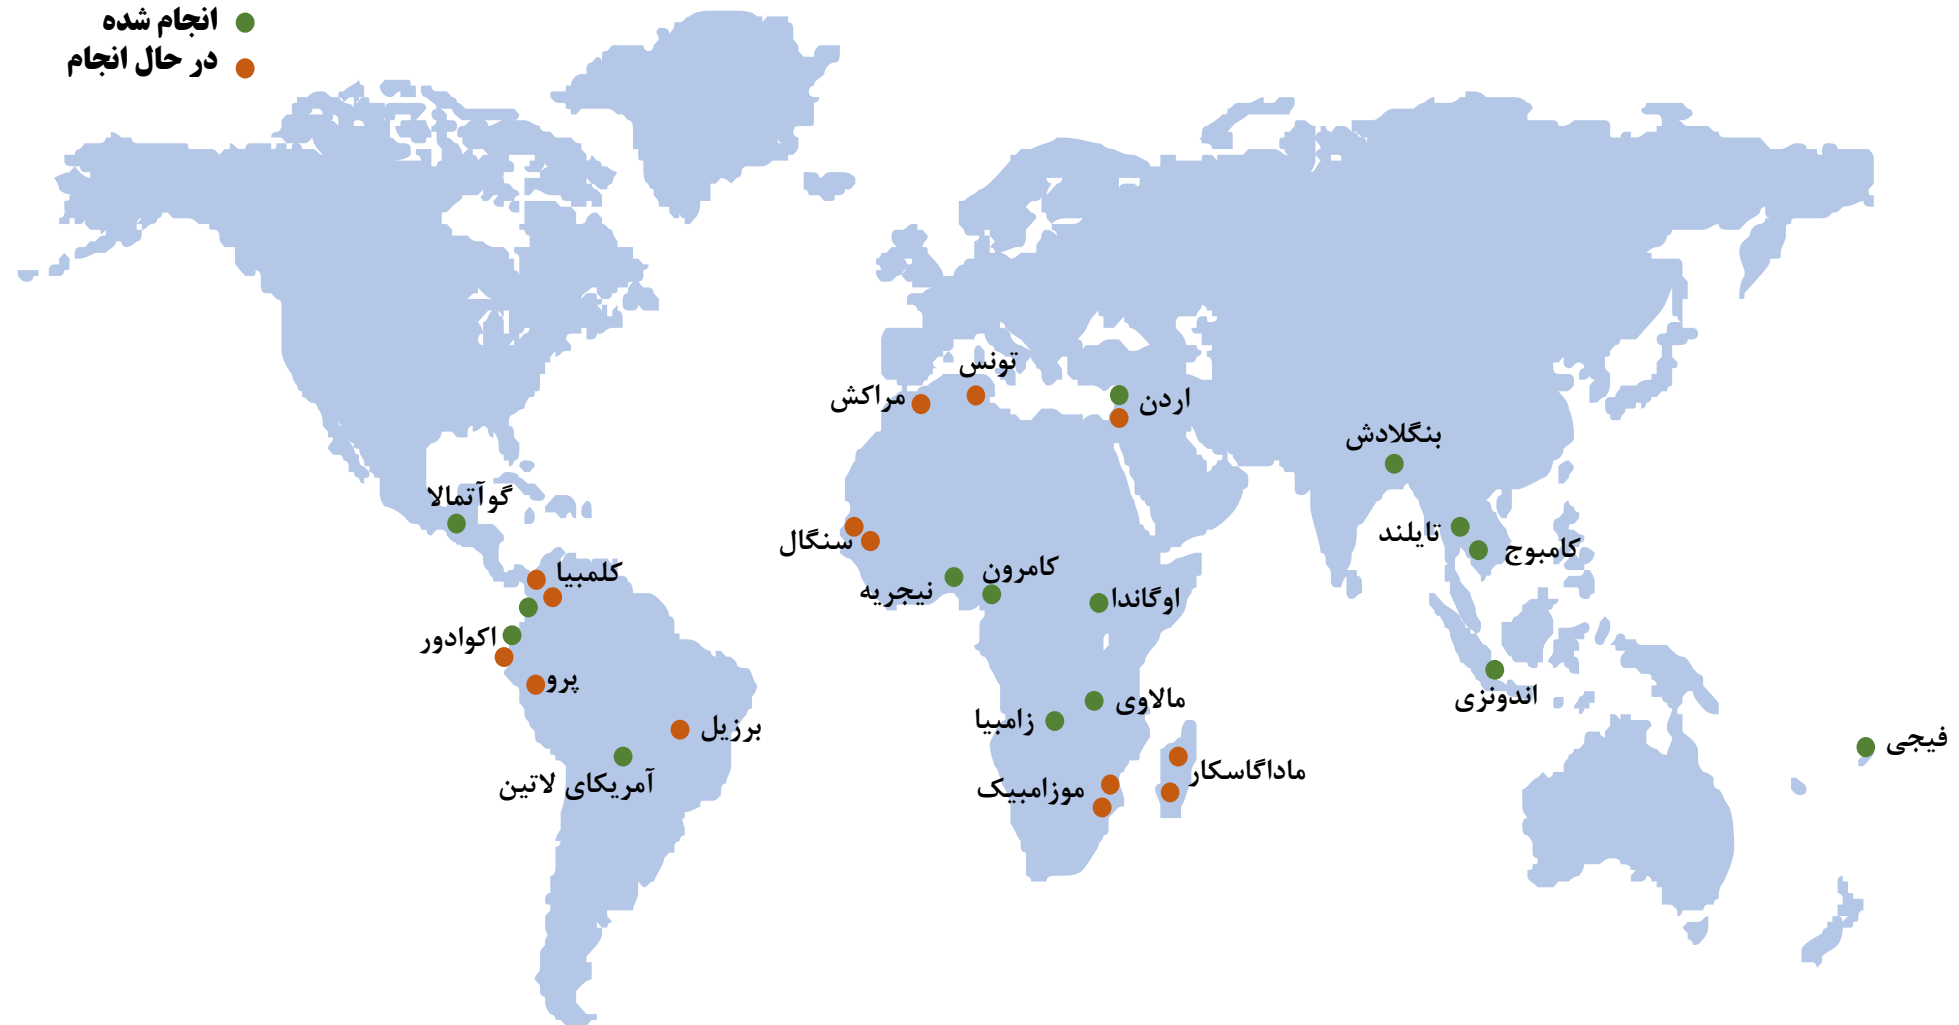 انجام شده
در حال انجام
تونس
مراکش
اردن
بنگلادش
گوآتمالا
تایلند
سنگال
کامبوج
کامرون
کلمبیا
نیجریه
اوگاندا
اکوادور
پرو
اندونزی
مالاوی
زامبیا
برزیل
فیجی
ماداگاسکار
آمریکای لاتین
موزامبیک